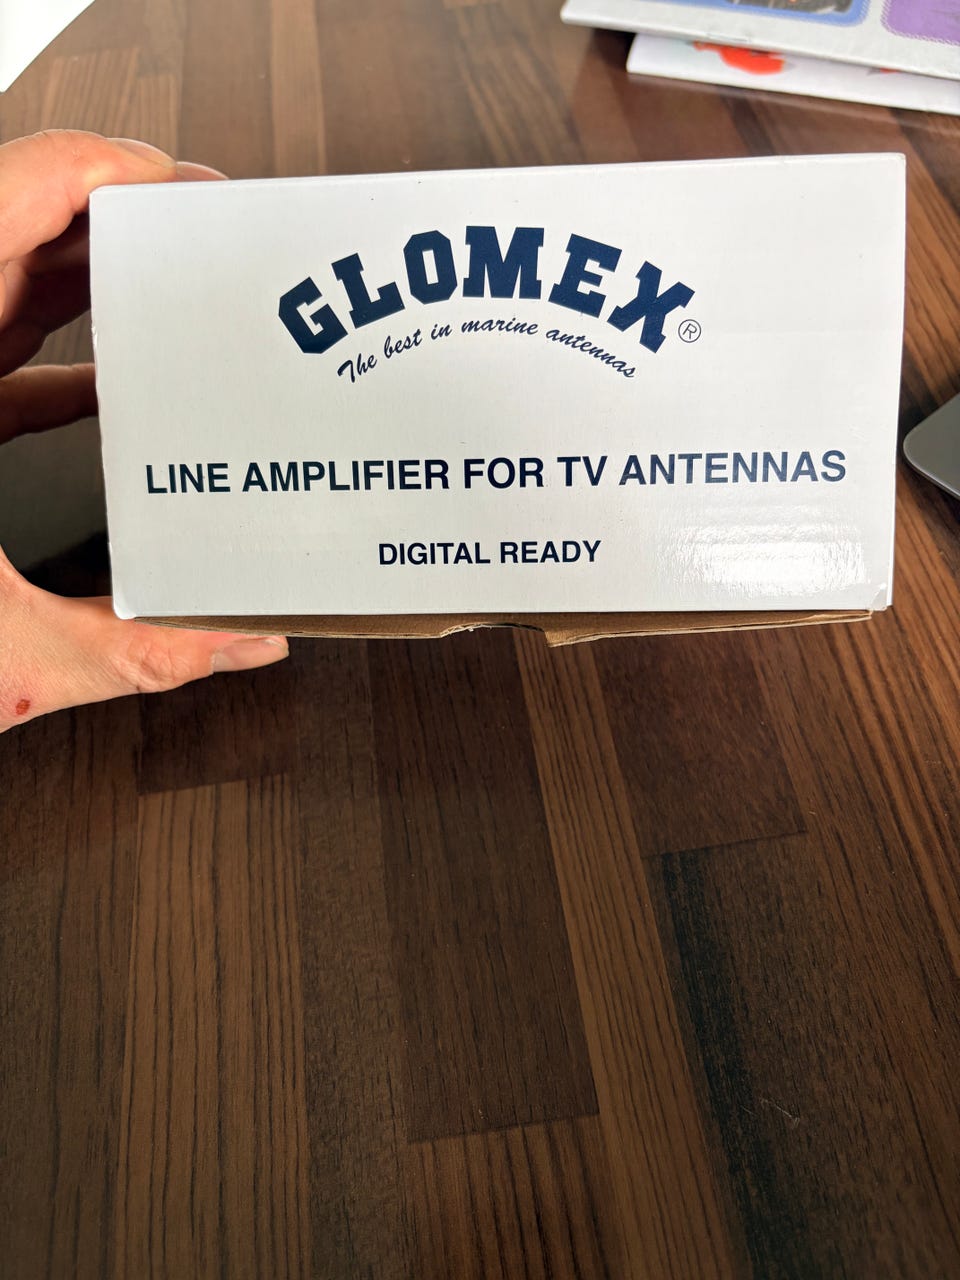 GLOMEX®
The best in marine antennas
LINE AMPLIFIER FOR TV ANTENNAS
DIGITAL READY